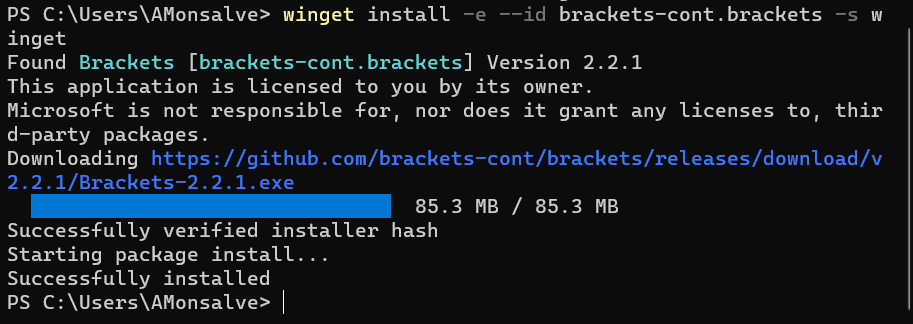 PS C:\Users\AMonsalve> winget install -e --id brackets-cont.brackets -s w
inget
Found Brackets [brackets-cont.brackets] Version 2.2.1
This application is licensed to you by its owner.
Microsoft is not responsible for, nor does it grant any licenses to, thir
d-party packages.
Downloading https://github.com/brackets-cont/brackets/releases/download/v
2.2.1/Brackets-2.2.1.exe
85.3 MB / 85.3 MB
Successfully verified installer hash
Starting package install...
Successfully installed
PS C:\Users\AMonsalve>